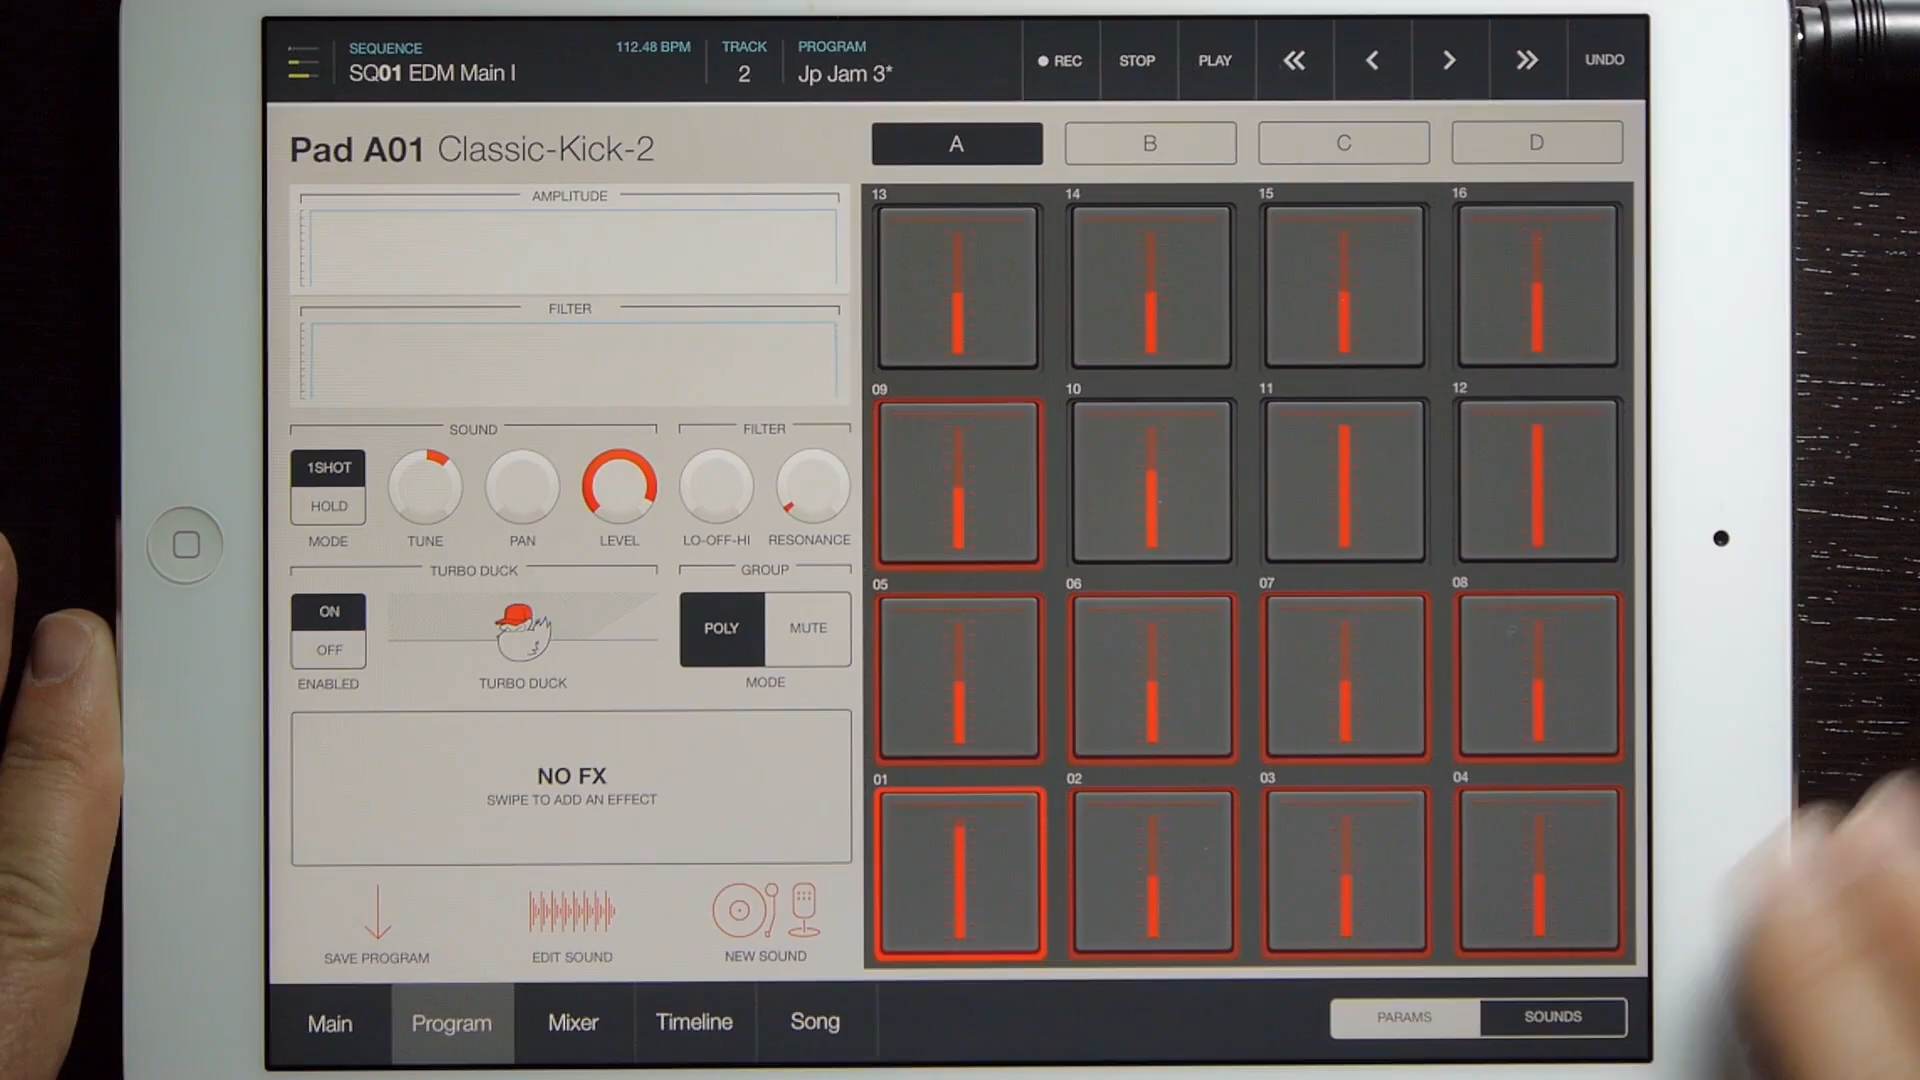 SEQUENCE
SQ01 EDM Main I
112.48 BPM
TRACK
2
PROGRAM
Jp Jam 3*
REC
STOP
PLAY
UNDO
Pad A01 Classic-Kick-2
A
B
C
D
AMPLITUDE
FILTER
SOUND
FILTER
1SHOT
HOLD
MODE
TUNE
PAN
LEVEL
LO-OFF-HI
RESONANCE
TURBO DUCK
GROUP
ON
OFF
ENABLED
TURBO DUCK
POLY
MUTE
MODE
NO FX
SWIPE TO ADD AN EFFECT
SAVE PROGRAM
EDIT SOUND
NEW SOUND
13
14
15
16
09
10
11
12
05
06
07
08
01
02
03
04
Main
Program
Mixer
Timeline
Song
PARAMS
SOUNDS